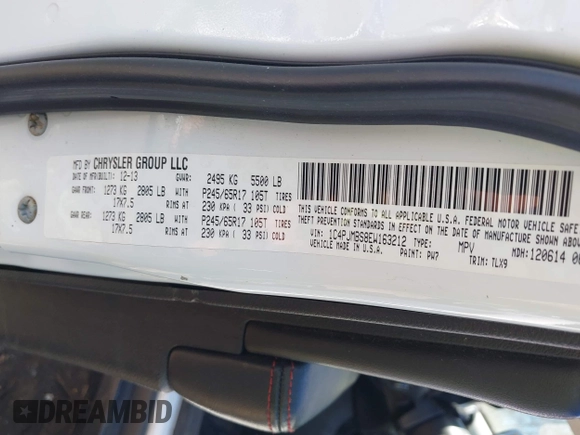 MFD BY CHRYSLER GROUP LLC
DATE OF MFR(BUILT): 12-13 GVWR: 2495 KG 5500 LB
GAWR FRONT: 1273 KG 2805 LB WITH P245/65R17 105T TIRES
17X7.5 RIMS AT 230 KPA ( 33 PSI) COLD
GAWR REAR: 1273 KG 2805 LB WITH P245/65R17 105T TIRES
17X7.5 RIMS AT 230 KPA ( 33 PSI) COLD
THIS VEHICLE CONFORMS TO ALL APPLICABLE U.S.A. FEDERAL MOTOR VEHICLE SAFE
THEFT PREVENTION STANDARDS IN EFFECT ON THE DATE OF MANUFACTURE SHOWN ABOV
VIN: 1C4PJMBS8EW163212 TYPE: MPV MDH: 120614 00
VEHICLE MADE IN U.S.A. PAINT: PW7 TRIM: TLX9
DREAMBID